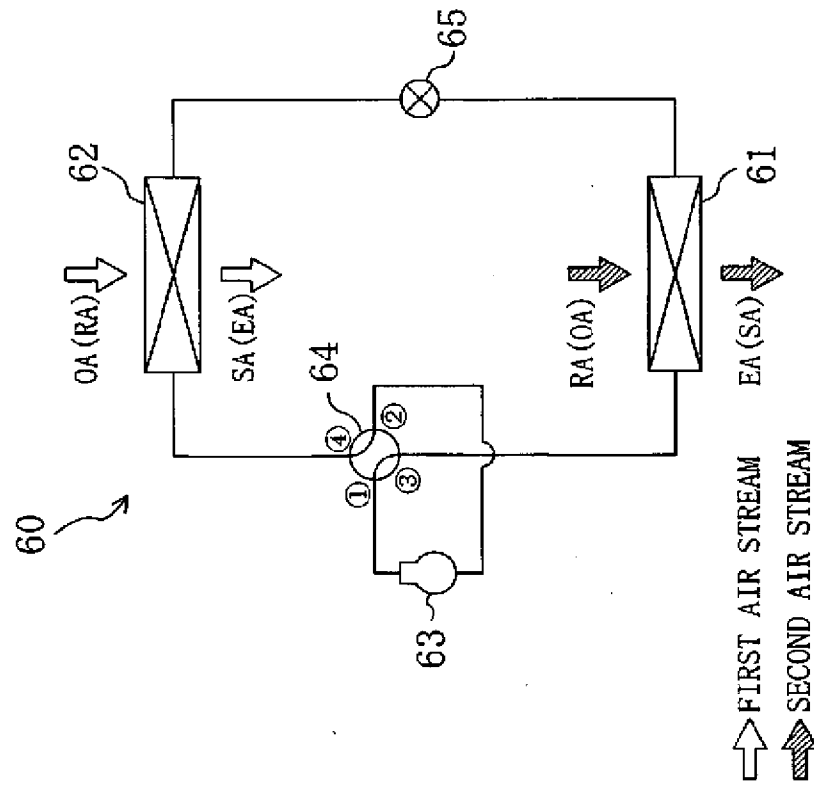 60
62
OA(RA)
SA(EA)
64
④
②
①
③
63
65
RA(OA)
61
EA(SA)
FIRST AIR STREAM
SECOND AIR STREAM